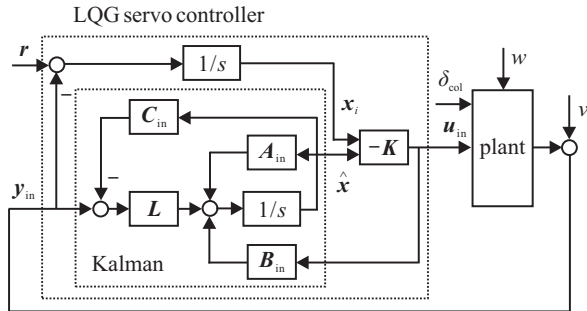 LQG servo controller
r
1/s
w
−
x_i
δ_col
v
C_in
u_in
A_in
−K
plant
−
x̂
y_in
L
1/s
Kalman
B_in